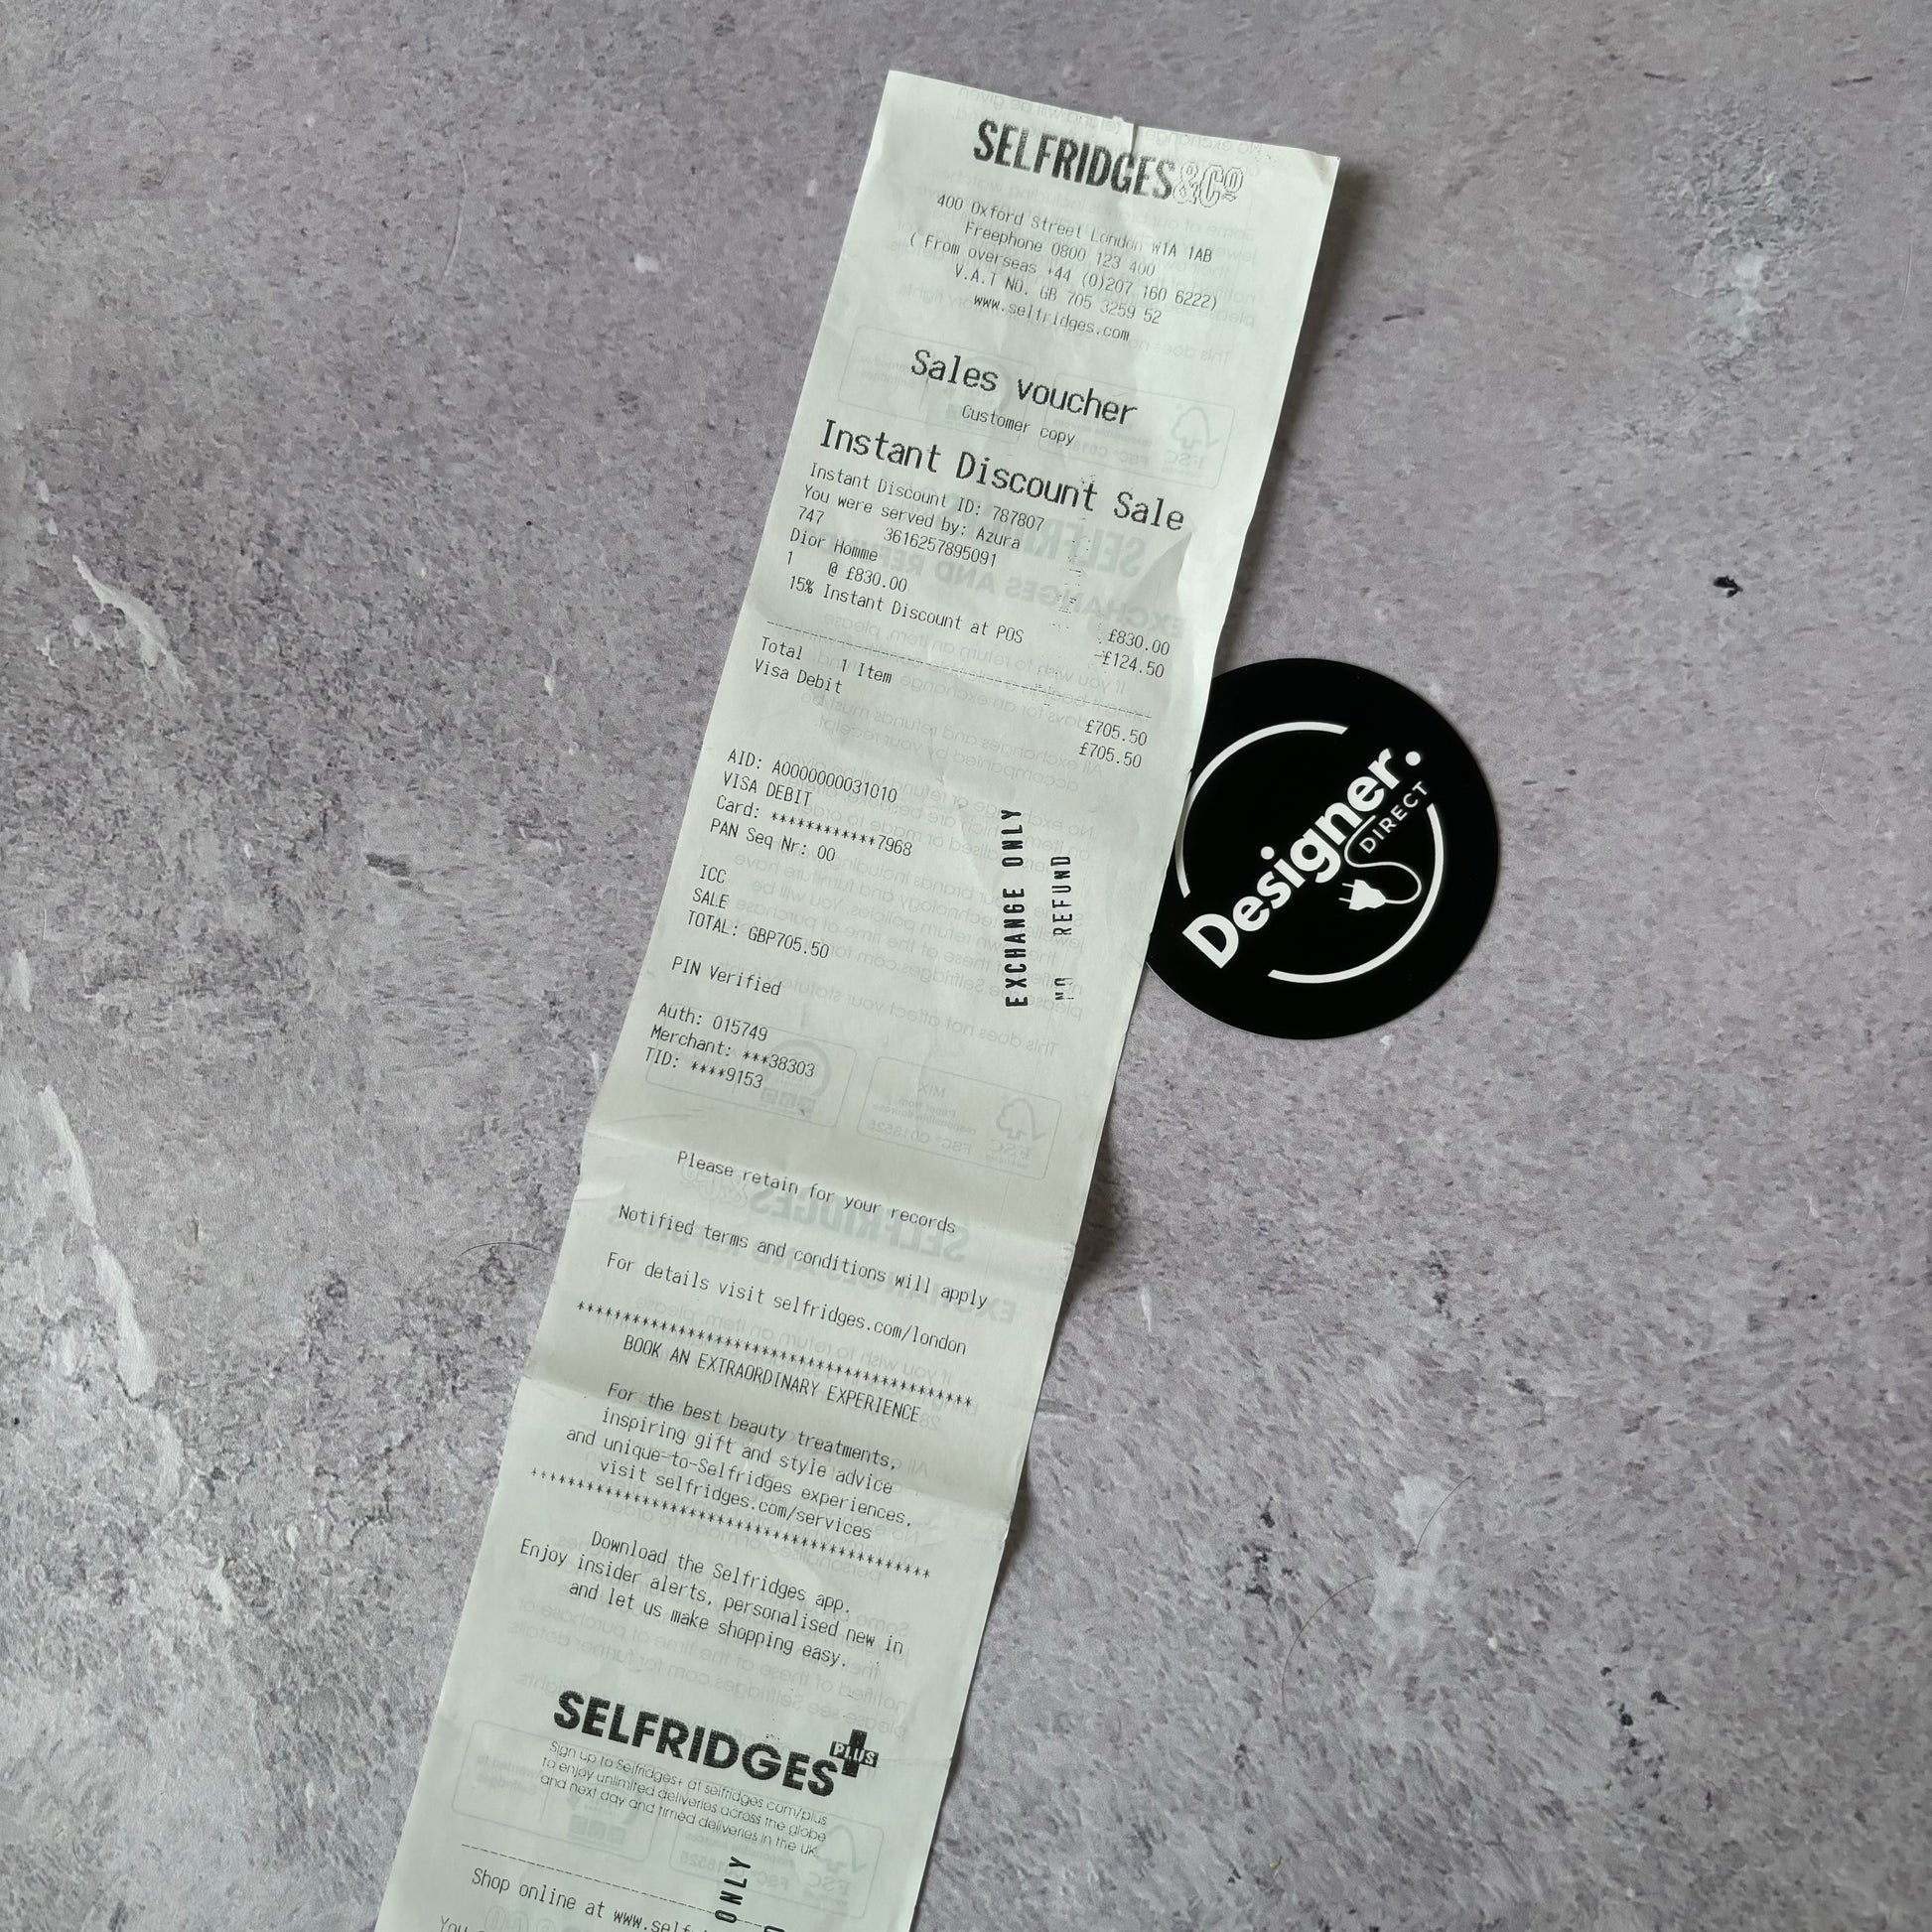 SELFRIDGES&Co
400 Oxford Street London W1A 1AB
Freephone 0800 123 400
( From overseas +44 (0)207 160 6222)
V.A.T NO. GB 705 3259 52
www.selfridges.com
Sales voucher
Customer copy
Instant Discount Sale
Instant Discount ID: 787807
You were served by: Azura
747 3616257895091
Dior Homme
1 @ £830.00 £830.00
15% Instant Discount at POS -£124.50
Total 1 Item £705.50
Visa Debit £705.50
AID: A0000000031010
VISA DEBIT
Card: ************7968
PAN Seq Nr: 00
ICC
SALE
TOTAL: GBP705.50
PIN Verified
Auth: 015749
Merchant: ***38303
TID: ****9153
EXCHANGE ONLY
NO REFUND
Designer.
DIRECT
Please retain for your records
Notified terms and conditions will apply
For details visit selfridges.com/london
****************************************
BOOK AN EXTRAORDINARY EXPERIENCE
For the best beauty treatments,
inspiring gift and style advice
and unique-to-Selfridges experiences,
visit selfridges.com/services
****************************************
Download the Selfridges app.
Enjoy insider alerts, personalised new in
and let us make shopping easy.
SELFRIDGES PLUS
Sign up to Selfridges+ at selfridges.com/plus
to enjoy unlimited deliveries across the globe
and next day and timed deliveries in the UK
ONLY
Shop online at www.self
You